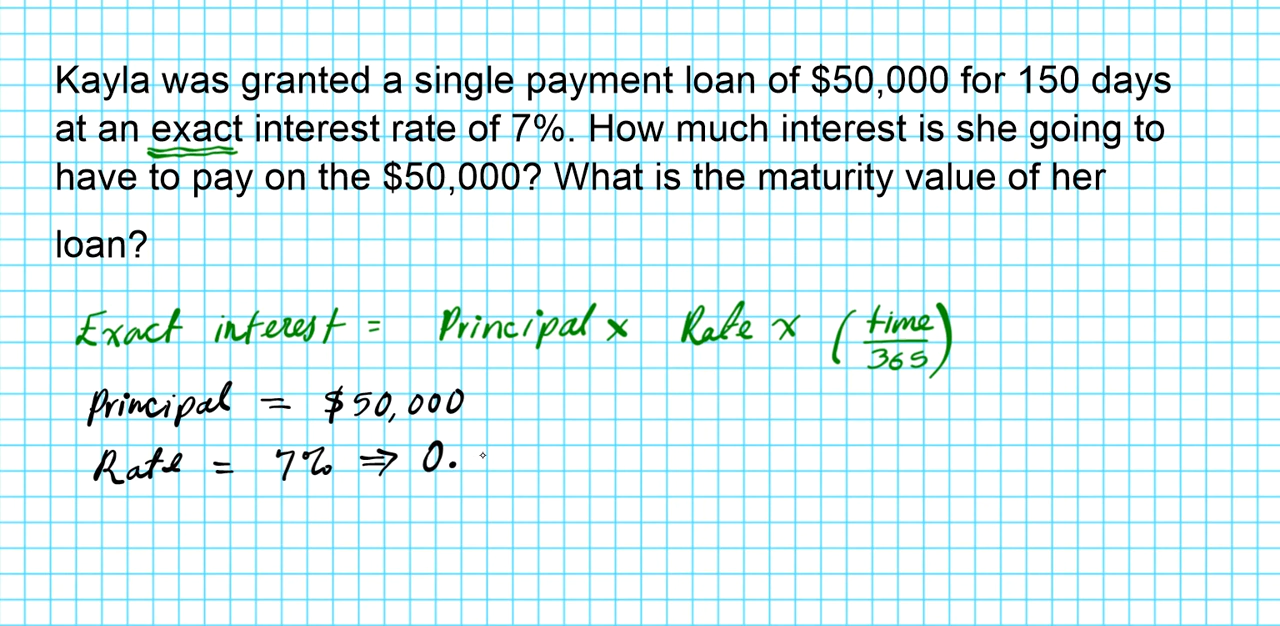 Kayla was granted a single payment loan of $50,000 for 150 days
at an exact interest rate of 7%. How much interest is she going to
have to pay on the $50,000? What is the maturity value of her
loan?
Exact interest = Principal x Rate x (time/365)
Principal = $50,000
Rate = 7% ⇒ 0.